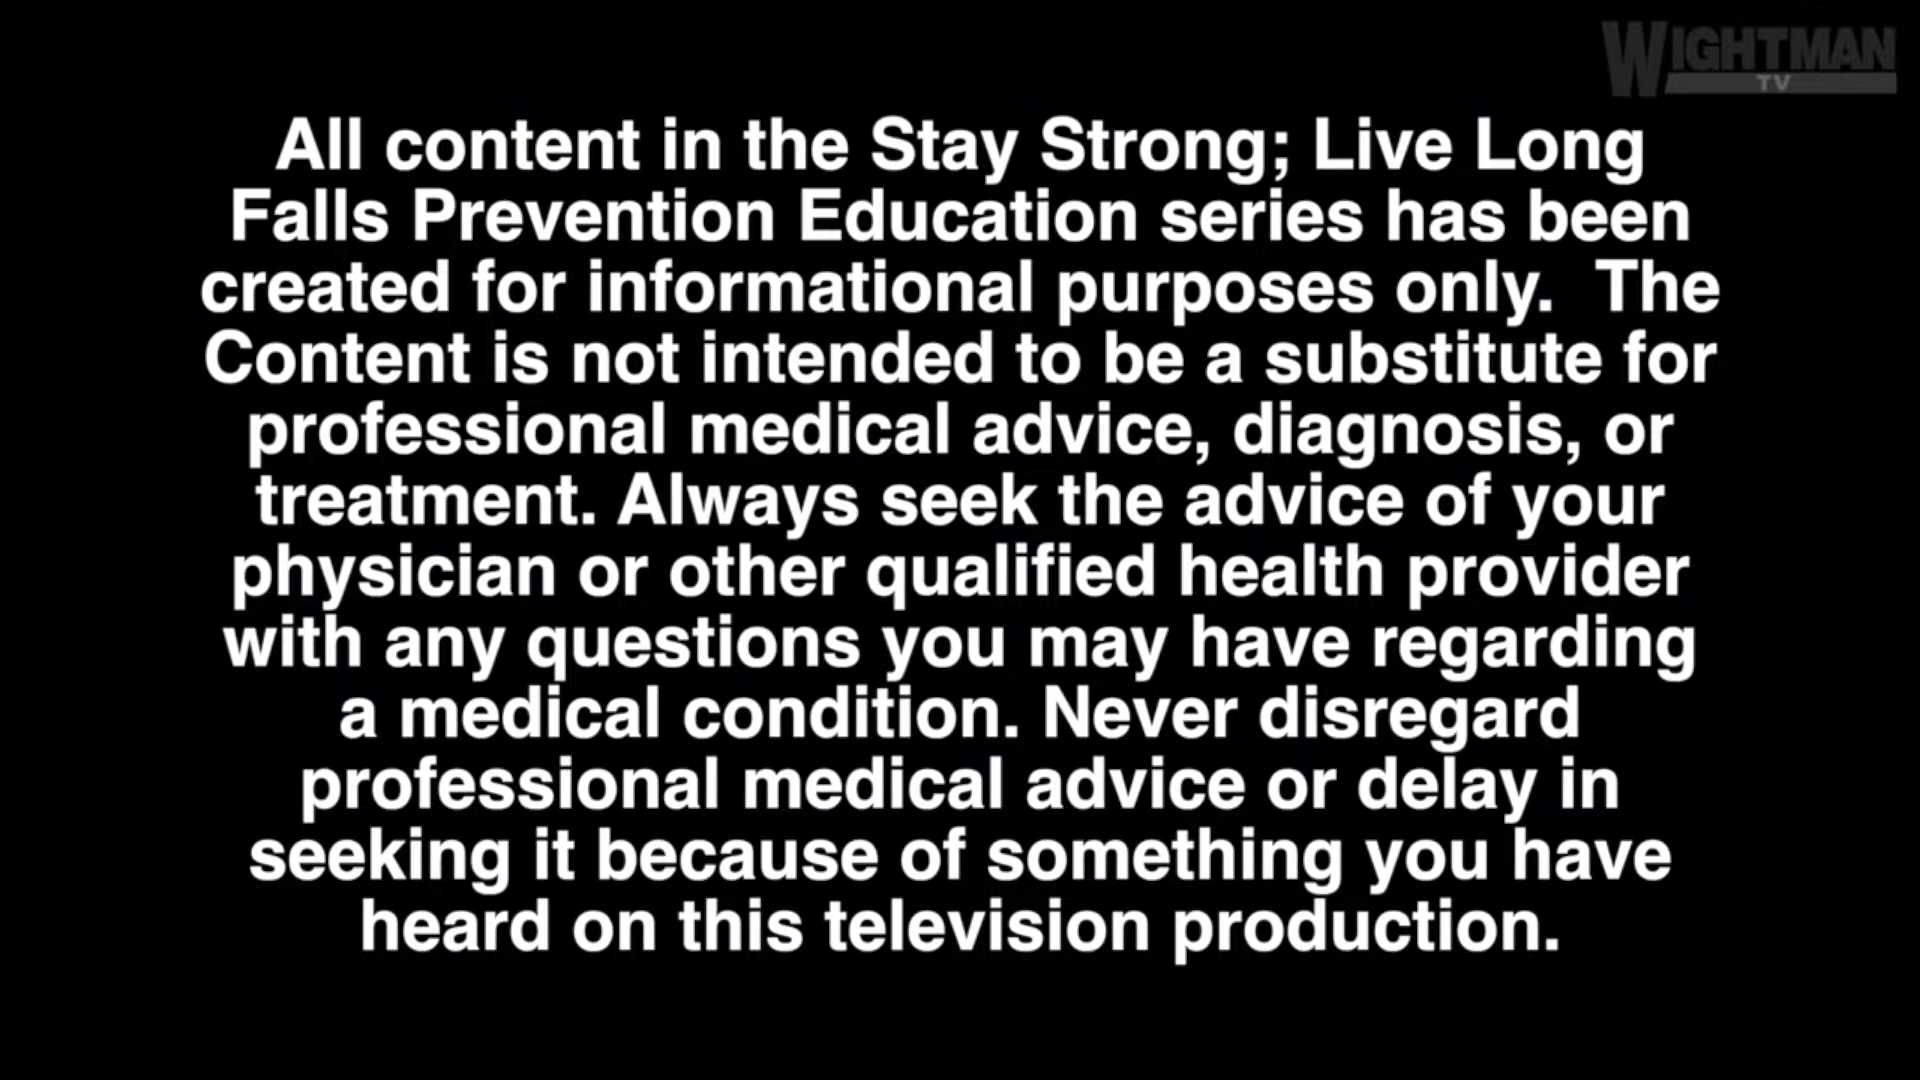 WIGHTMAN
TV
All content in the Stay Strong; Live Long
Falls Prevention Education series has been
created for informational purposes only.  The
Content is not intended to be a substitute for
professional medical advice, diagnosis, or
treatment. Always seek the advice of your
physician or other qualified health provider
with any questions you may have regarding
a medical condition. Never disregard
professional medical advice or delay in
seeking it because of something you have
heard on this television production.